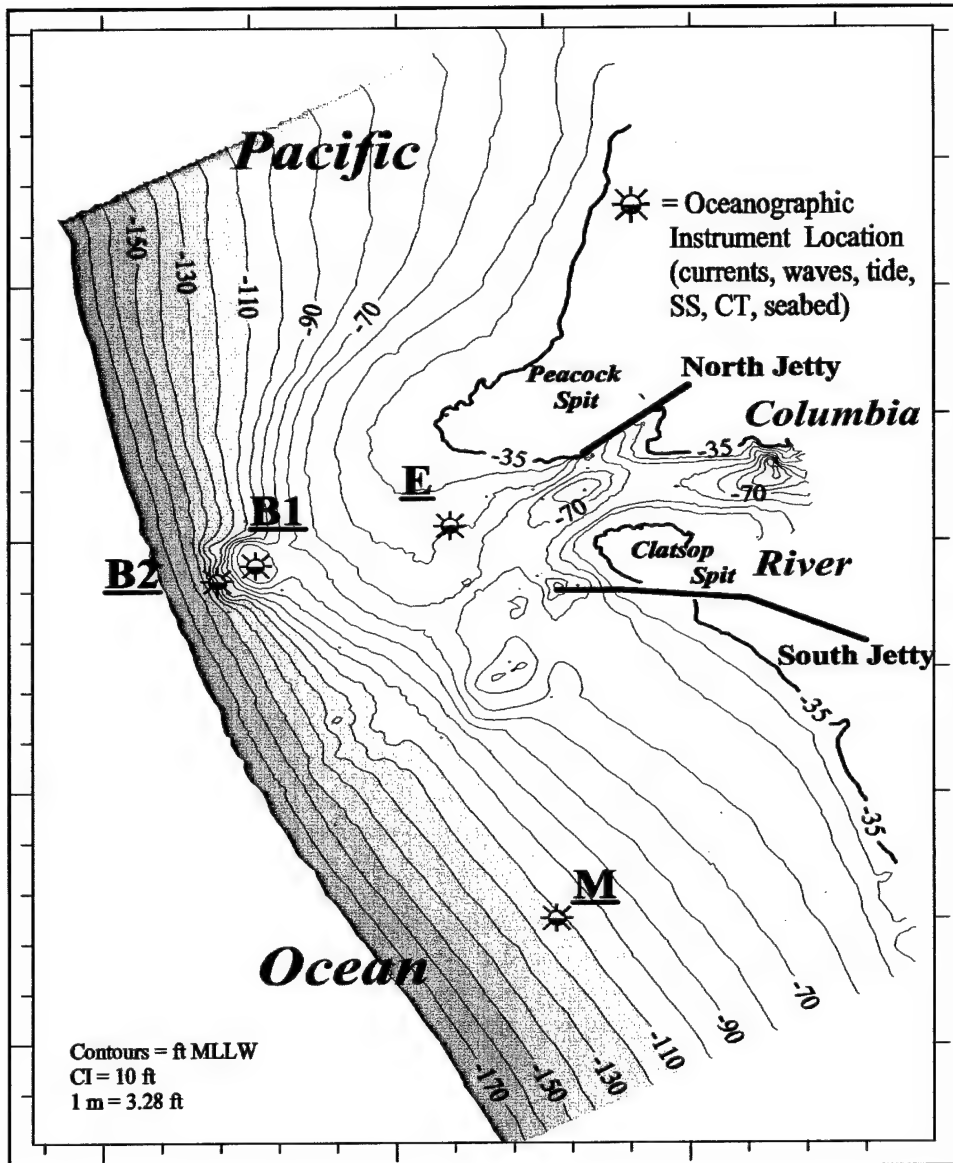 Pacific
= Oceanographic
Instrument Location
(currents, waves, tide,
SS, CT, seabed)
-150
-130
-110
-90
-70
Peacock
Spit
North Jetty
Columbia
-35
-35
-70
-70
E
B1
B2
Clatsop
Spit
River
South Jetty
-35
-35
M
Ocean
-70
-90
-110
-130
-150
-170
Contours = ft MLLW
CI = 10 ft
1 m = 3.28 ft